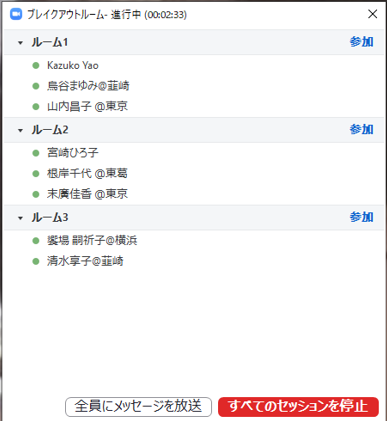 ブレイクアウトルーム- 進行中 (00:02:33)
ルーム1 参加
Kazuko Yao
鳥谷まゆみ@韮崎
山内昌子 @東京
ルーム2 参加
宮崎ひろ子
根岸千代 @東葛
末廣佳香 @東京
ルーム3 参加
饗場 嗣祈子@横浜
清水享子@韮崎
全員にメッセージを放送 すべてのセッションを停止